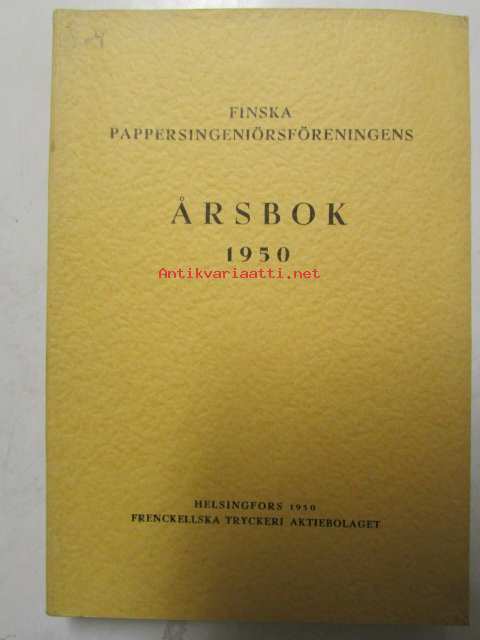 FINSKA
PAPPERSINGENIÖRSFÖRENINGENS
ÅRSBOK
1950
Antikvariaatti.net
HELSINGFORS 1950
FRENCKELLSKA TRYCKERI AKTIEBOLAGET